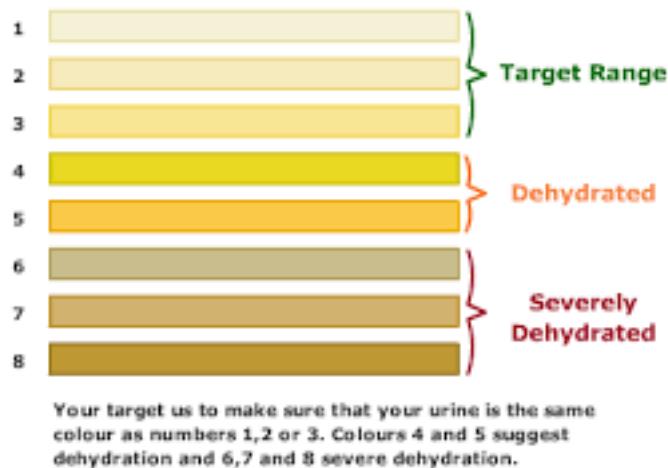 1
2
Target Range
3
4
Dehydrated
5
6
7
Severely
Dehydrated
8
Your target us to make sure that your urine is the same
colour as numbers 1,2 or 3. Colours 4 and 5 suggest
dehydration and 6,7 and 8 severe dehydration.